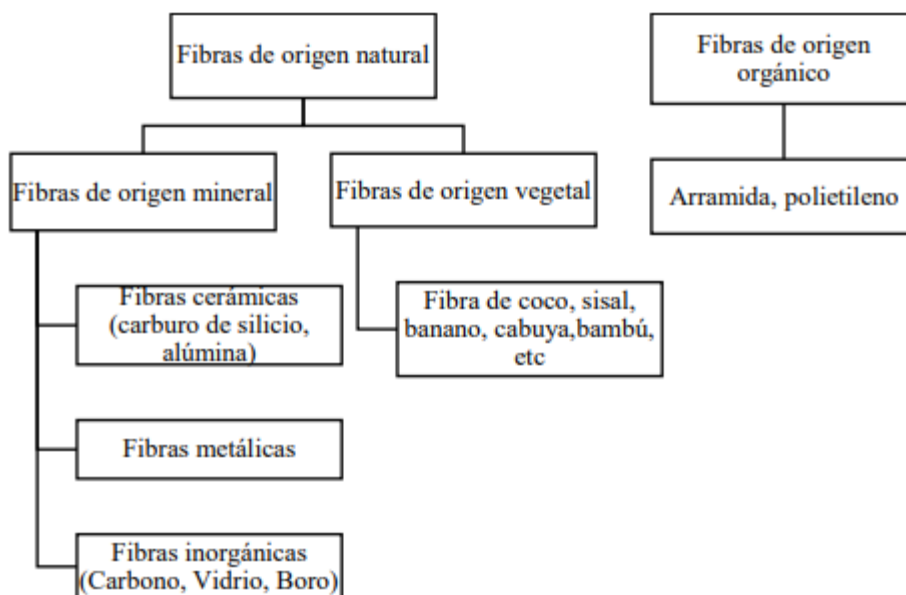 Fibras de origen natural
Fibras de origen
orgánico
Fibras de origen mineral
Fibras de origen vegetal
Arramida, polietileno
Fibras cerámicas
(carburo de silicio,
alúmina)
Fibra de coco, sisal,
banano, cabuya,bambú,
etc
Fibras metálicas
Fibras inorgánicas
(Carbono, Vidrio, Boro)